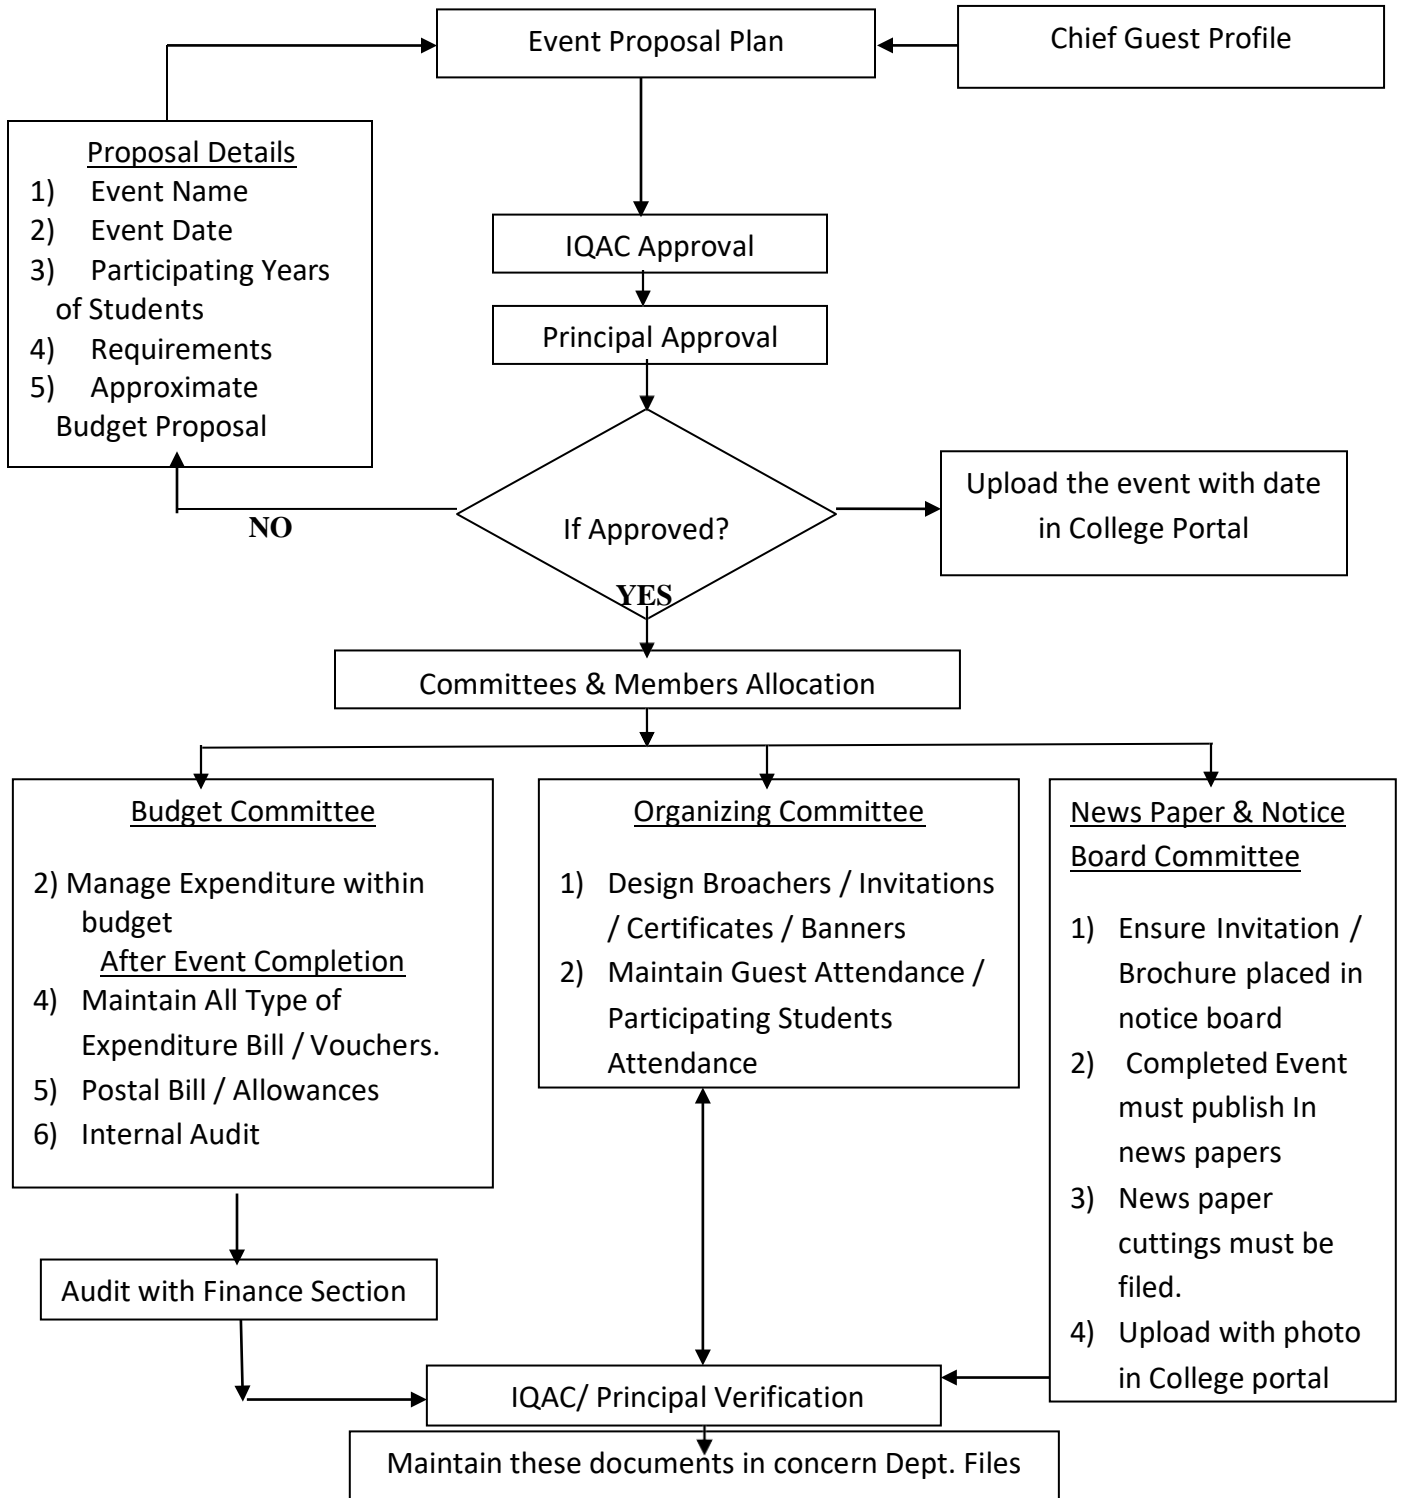 Event Proposal Plan
Chief Guest Profile
Proposal Details
1) Event Name
2) Event Date
3) Participating Years
of Students
4) Requirements
5) Approximate
Budget Proposal
IQAC Approval
Principal Approval
If Approved?
NO
YES
Upload the event with date
in College Portal
Committees & Members Allocation
Budget Committee
2) Manage Expenditure within
budget
After Event Completion
4) Maintain All Type of
Expenditure Bill / Vouchers.
5) Postal Bill / Allowances
6) Internal Audit
Organizing Committee
1) Design Broachers / Invitations
/ Certificates / Banners
2) Maintain Guest Attendance /
Participating Students
Attendance
News Paper & Notice
Board Committee
1) Ensure Invitation /
Brochure placed in
notice board
2) Completed Event
must publish In
news papers
3) News paper
cuttings must be
filed.
4) Upload with photo
in College portal
Audit with Finance Section
IQAC/ Principal Verification
Maintain these documents in concern Dept. Files